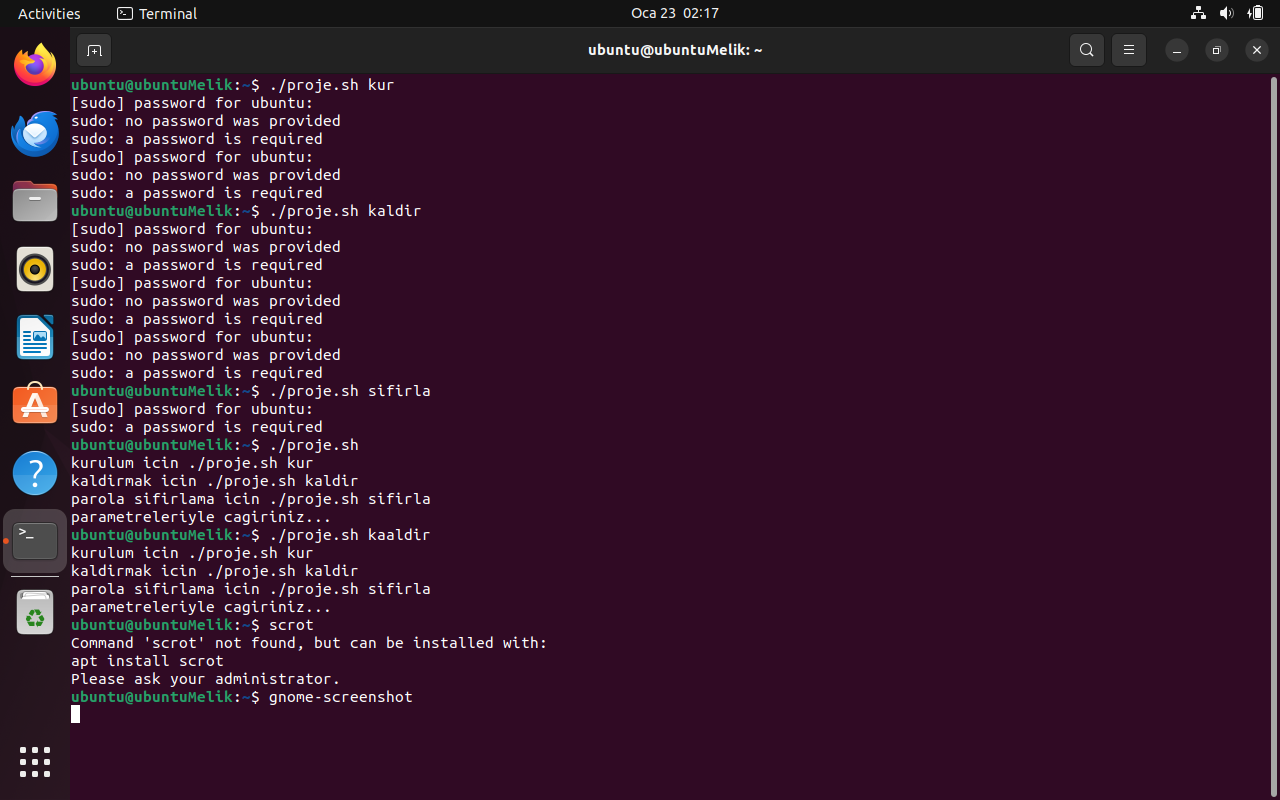 Activities
Terminal
Oca 23 02:17
ubuntu@ubuntuMelik: ~
ubuntu@ubuntuMelik:~$ ./proje.sh kur
[sudo] password for ubuntu:
sudo: no password was provided
sudo: a password is required
[sudo] password for ubuntu:
sudo: no password was provided
sudo: a password is required
ubuntu@ubuntuMelik:~$ ./proje.sh kaldir
[sudo] password for ubuntu:
sudo: no password was provided
sudo: a password is required
[sudo] password for ubuntu:
sudo: no password was provided
sudo: a password is required
[sudo] password for ubuntu:
sudo: no password was provided
sudo: a password is required
ubuntu@ubuntuMelik:~$ ./proje.sh sifirla
[sudo] password for ubuntu:
sudo: a password is required
ubuntu@ubuntuMelik:~$ ./proje.sh
kurulum icin ./proje.sh kur
kaldirmak icin ./proje.sh kaldir
parola sifirlama icin ./proje.sh sifirla
parametreleriyle cagiriniz...
ubuntu@ubuntuMelik:~$ ./proje.sh kaaldir
kurulum icin ./proje.sh kur
kaldirmak icin ./proje.sh kaldir
parola sifirlama icin ./proje.sh sifirla
parametreleriyle cagiriniz...
ubuntu@ubuntuMelik:~$ scrot
Command 'scrot' not found, but can be installed with:
apt install scrot
Please ask your administrator.
ubuntu@ubuntuMelik:~$ gnome-screenshot